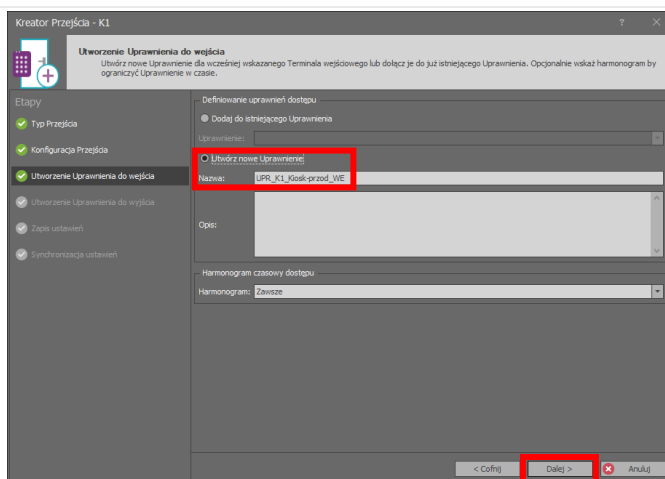 Kreator Przejścia - K1
Utworzenie Uprawnienia do wejścia
Utwórz nowe Uprawnienie dla wcześniej wskazanego Terminala wejściowego lub dołącz je do już istniejącego Uprawnienia. Opcjonalnie wskaż harmonogram by
ograniczyć Uprawnienie w czasie.
Etapy
Typ Przejścia
Konfiguracja Przejścia
Utworzenie Uprawnienia do wejścia
Utworzenie Uprawnienia do wyjścia
Zapis ustawień
Synchronizacja ustawień
Definiowanie uprawnień dostępu
Dodaj do istniejącego Uprawnienia
Uprawnienie:
Utwórz nowe Uprawnienie
Nazwa: UPR_K1_Kiosk-przod_WE
Opis:
Harmonogram czasowy dostępu
Harmonogram: Zawsze
< Cofnij Dalej > Anuluj